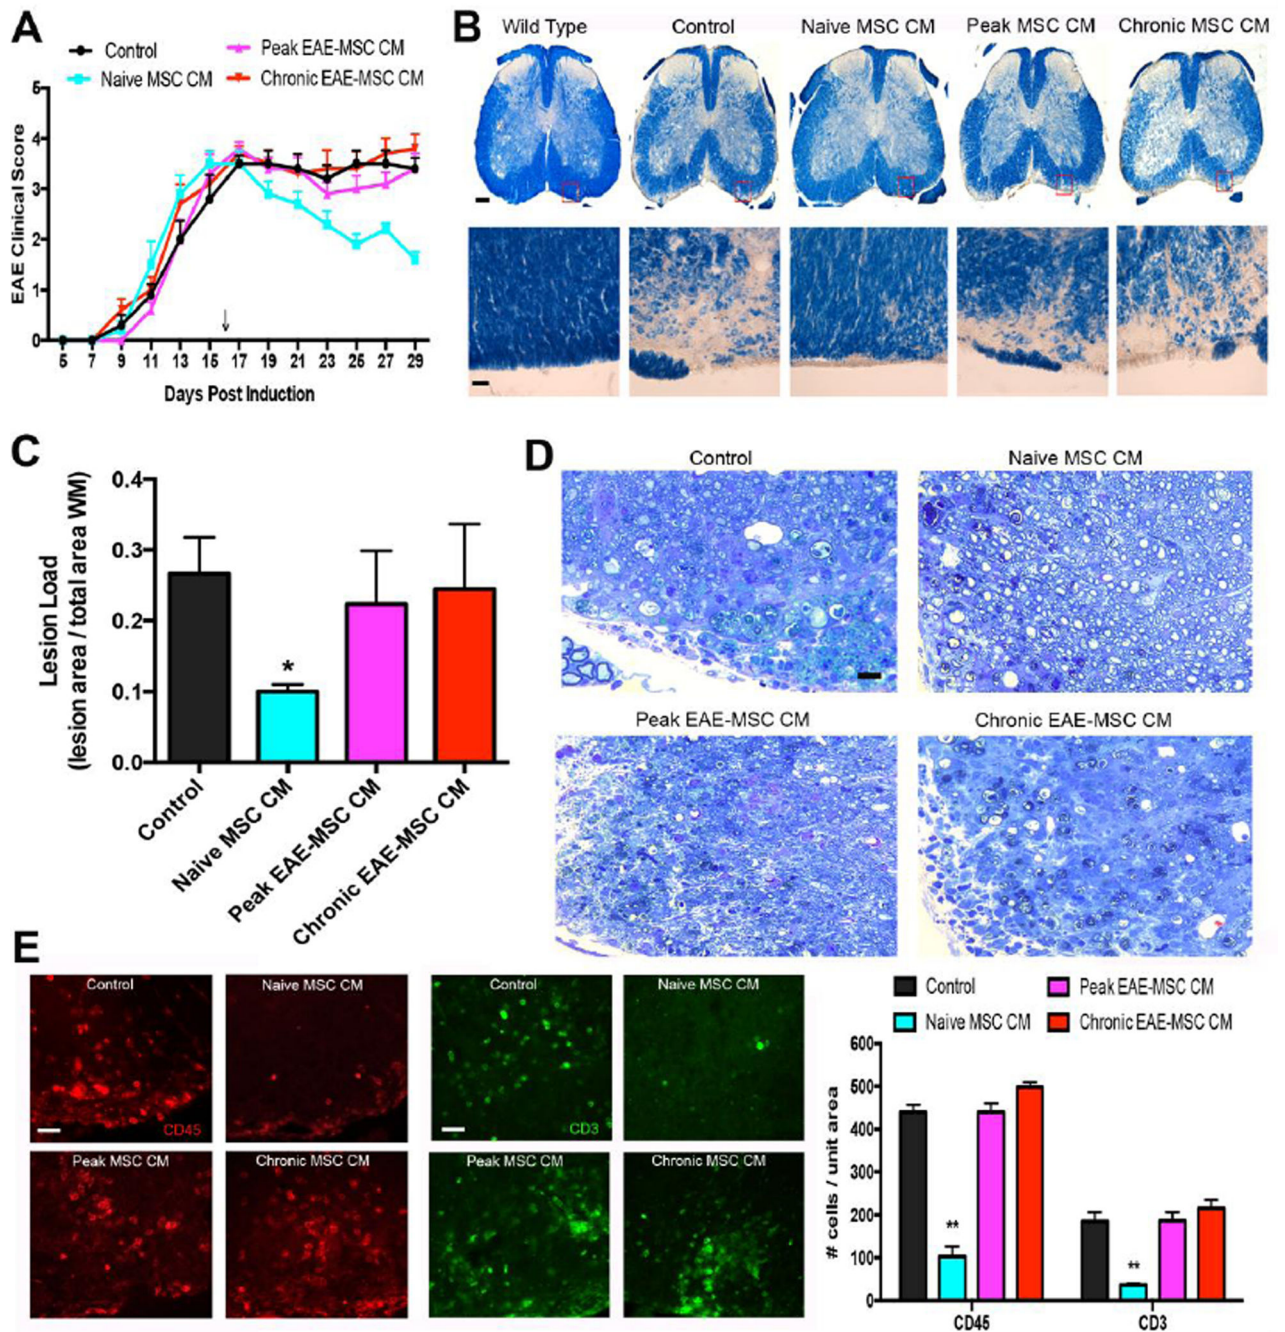 A
Control
Naive MSC CM
Peak EAE-MSC CM
Chronic EAE-MSC CM
EAE Clinical Score
5
4
3
2
1
0
5 7 9 11 13 15 17 19 21 23 25 27 29
Days Post Induction
B
Wild Type Control Naive MSC CM Peak MSC CM Chronic MSC CM
C
Lesion Load
(lesion area / total area WM)
0.4
0.3
0.2
0.1
0.0
*
Control
Naive MSC CM
Peak EAE-MSC CM
Chronic EAE-MSC CM
D
Control Naive MSC CM
Peak EAE-MSC CM Chronic EAE-MSC CM
E
Control Naive MSC CM Control Naive MSC CM
CD45 CD3
Peak MSC CM Chronic MSC CM Peak MSC CM Chronic MSC CM
Control Peak EAE-MSC CM
Naive MSC CM Chronic EAE-MSC CM
# cells / unit area
600
500
400
300
200
100
0
** **
CD45 CD3